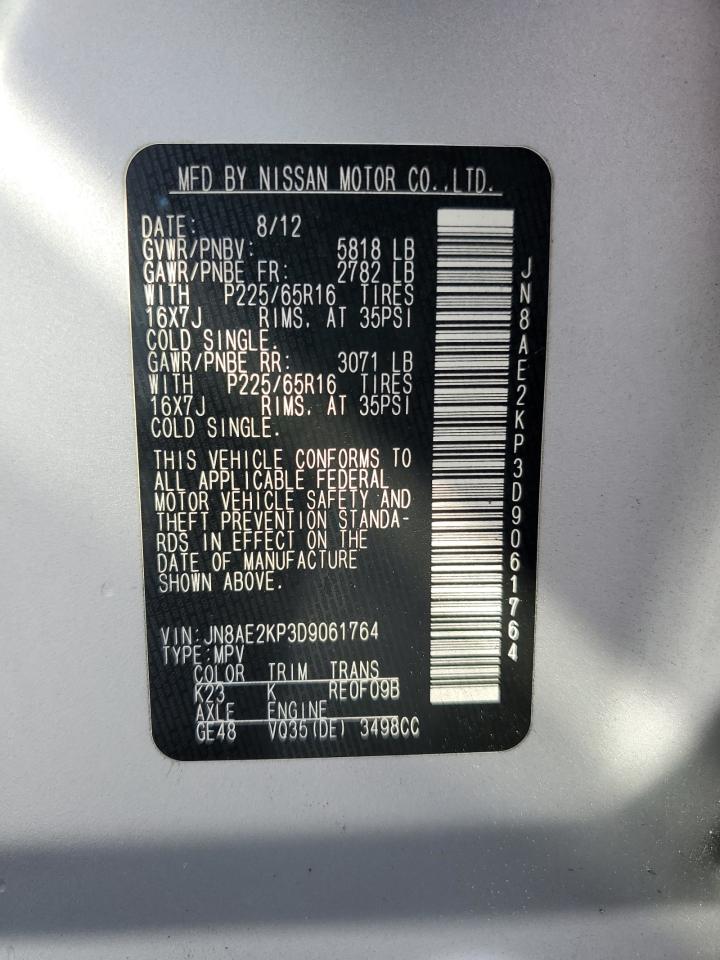 MFD BY NISSAN MOTOR CO.,LTD.
DATE: 8/12
GVWR/PNBV: 5818 LB
GAWR/PNBE FR: 2782 LB
WITH P225/65R16 TIRES
16X7J RIMS, AT 35PSI
COLD SINGLE.
GAWR/PNBE RR: 3071 LB
WITH P225/65R16 TIRES
16X7J RIMS, AT 35PSI
COLD SINGLE.
THIS VEHICLE CONFORMS TO
ALL APPLICABLE FEDERAL
MOTOR VEHICLE SAFETY AND
THEFT PREVENTION STANDA-
RDS IN EFFECT ON THE
DATE OF MANUFACTURE
SHOWN ABOVE.
VIN:JN8AE2KP3D9061764
TYPE:MPV
COLOR TRIM TRANS
K23 K RE0F09B
AXLE ENGINE
GE48 VQ35(DE) 3498CC
JN8AE2KP3D9061764